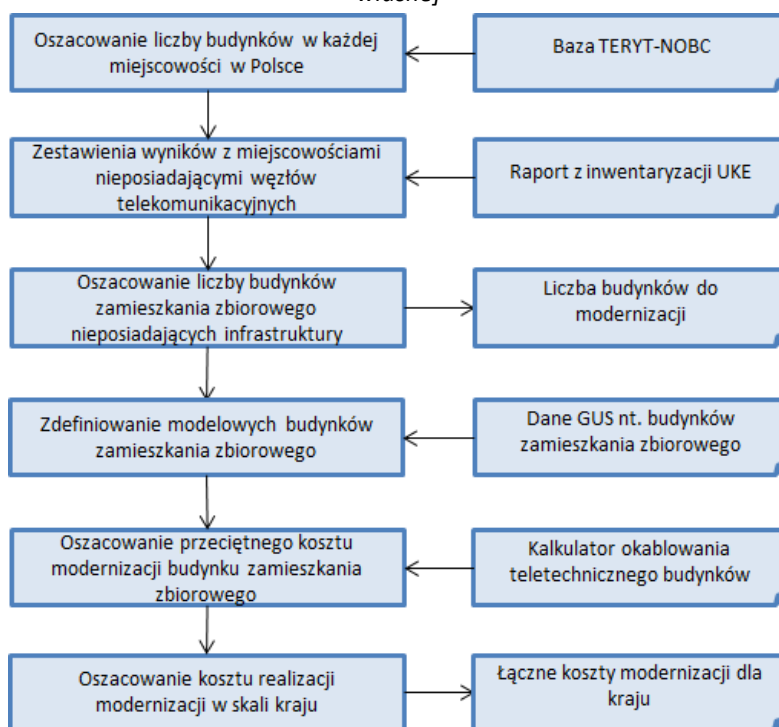 własnej
Oszacowanie liczby budynków w każdej
miejscowości w Polsce
Baza TERYT-NOBC
Zestawienia wyników z miejscowościami
nieposiadającymi węzłów
telekomunikacyjnych
Raport z inwentaryzacji UKE
Oszacowanie liczby budynków
zamieszkania zbiorowego
nieposiadających infrastruktury
Liczba budynków do
modernizacji
Zdefiniowanie modelowych budynków
zamieszkania zbiorowego
Dane GUS nt. budynków
zamieszkania zbiorowego
Oszacowanie przeciętnego kosztu
modernizacji budynku zamieszkania
zbiorowego
Kalkulator okablowania
teletechnicznego budynków
Oszacowanie kosztu realizacji
modernizacji w skali kraju
Łączne koszty modernizacji dla
kraju